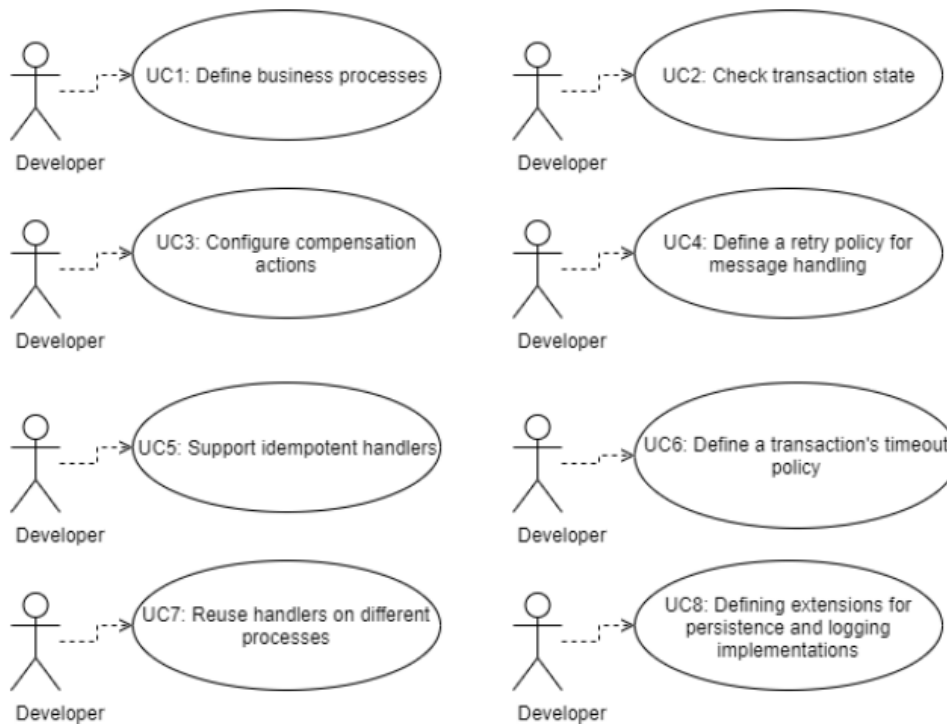 UC1: Define business processes
UC2: Check transaction state
Developer
Developer
UC3: Configure compensation
actions
UC4: Define a retry policy for
message handling
Developer
Developer
UC5: Support idempotent handlers
UC6: Define a transaction's timeout
policy
Developer
Developer
UC7: Reuse handlers on different
processes
UC8: Defining extensions for
persistence and logging
implementations
Developer
Developer